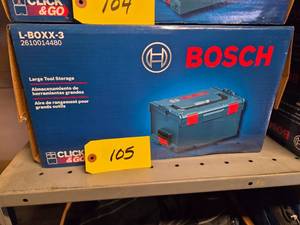 CLICK
& GO
104
L-BOXX-3
2610014480
BOSCH
Large Tool Storage
Almacenamiento de
herramientas grandes
Aire de rangement pour
grands outils
CLICK
& GO
105